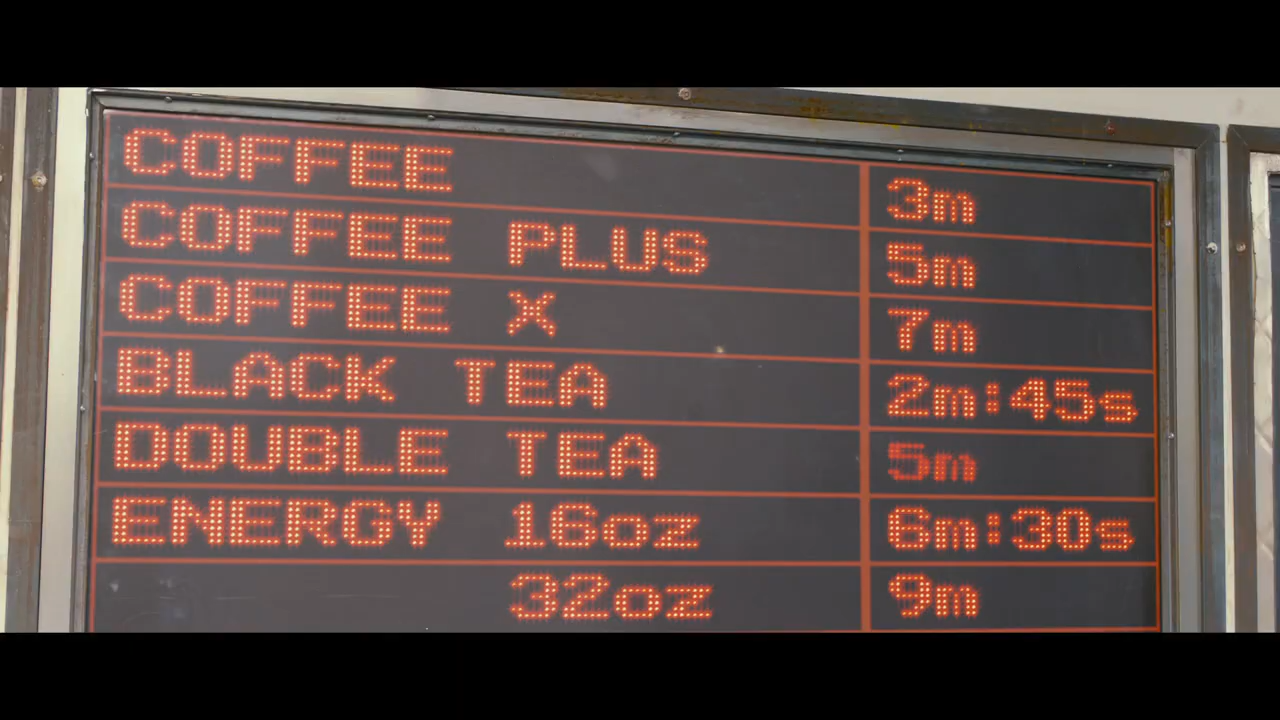 COFFEE 3m
COFFEE PLUS 5m
COFFEE X 7m
BLACK TEA 2m:45s
DOUBLE TEA 5m
ENERGY 16oz 6m:30s
32oz 9m